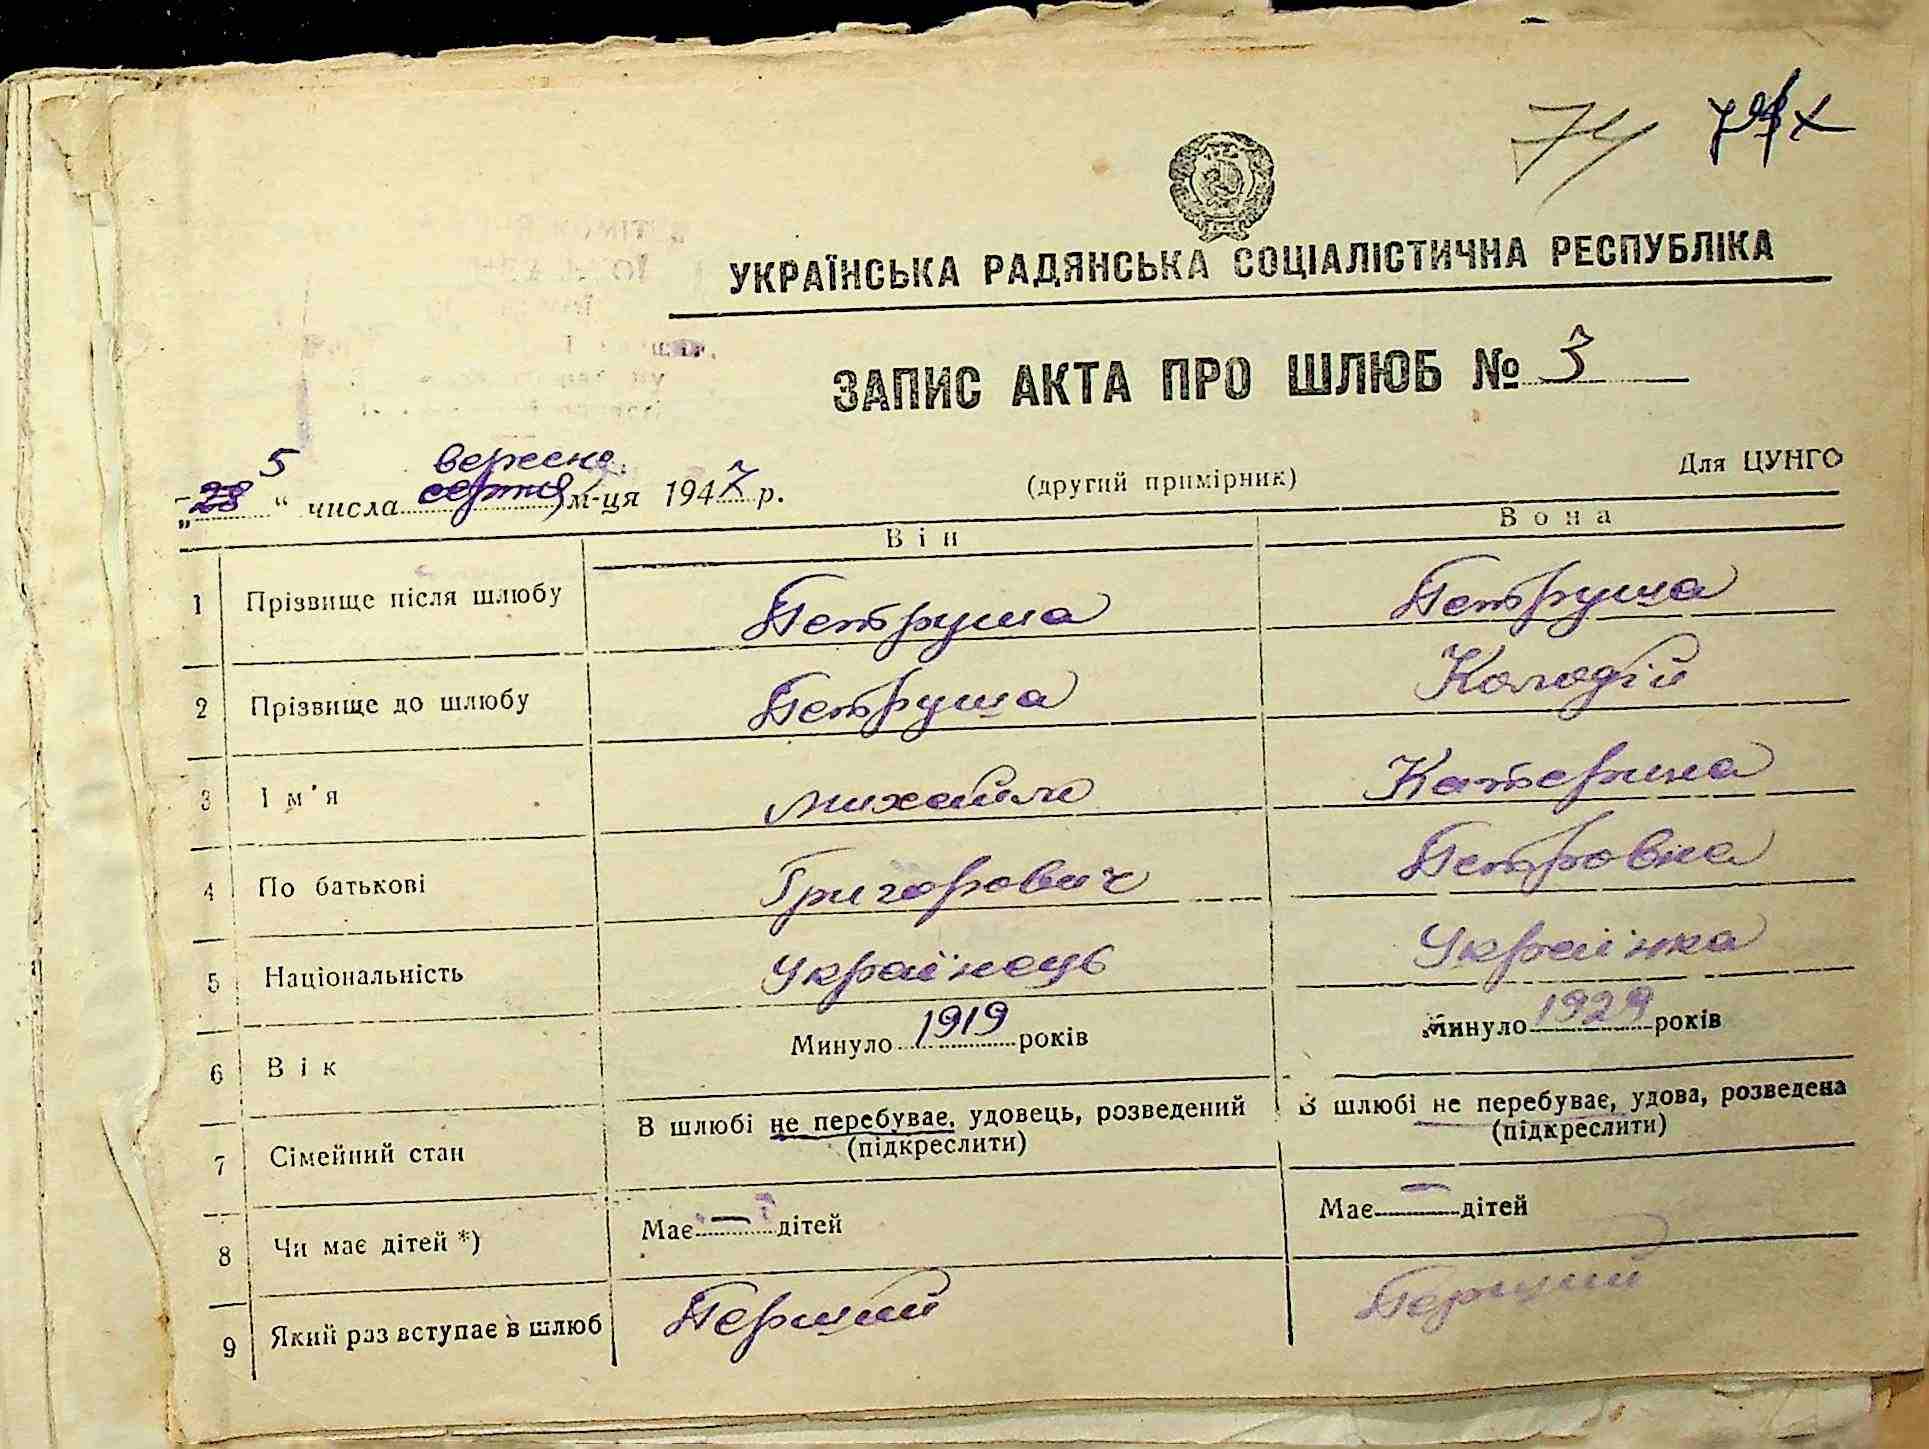 74
УКРАЇНСЬКА РАДЯНСЬКА СОЦІАЛІСТИЧНА РЕСПУБЛІКА
ЗАПИС АКТА ПРО ШЛЮБ № 3
5 вересня
„28“ числа серпня м-ця 1947 р. (другий примірник) Для ЦУНГО
Він Вона
1 Прізвище після шлюбу Петруша Петруша
2 Прізвище до шлюбу Петруша Колодій
3 Ім'я михайло Катерина
4 По батькові Григорович Петровна
5 Національність Українець Українка
6 Вік Минуло 1919 років Минуло 1929 років
7 Сімейний стан В шлюбі не перебуває, удовець, розведений В шлюбі не перебуває, удова, розведена
(підкреслити) (підкреслити)
8 Чи має дітей *) Має — дітей Має — дітей
9 Який раз вступає в шлюб Перший Перший